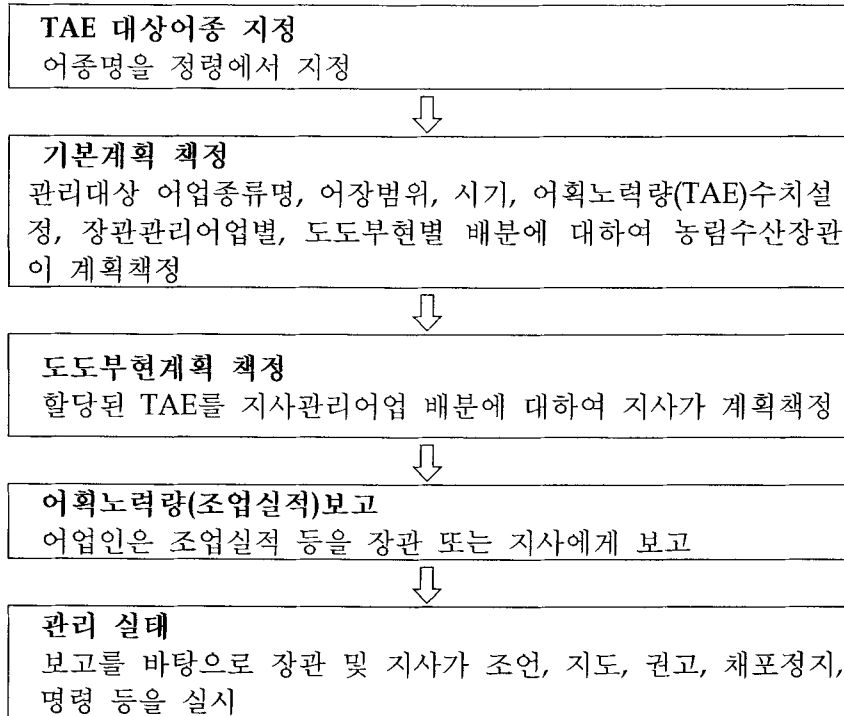 TAE 대상어종 지정
어종명을 정령에서 지정
기본계획 책정
관리대상 어업종류명, 어장범위, 시기, 어획노력량(TAE)수치설
정, 장관관리어업별, 도도부현별 배분에 대하여 농림수산장관
이 계획책정
도도부현계획 책정
할당된 TAE를 지사관리어업 배분에 대하여 지사가 계획책정
어획노력량(조업실적)보고
어업인은 조업실적 등을 장관 또는 지사에게 보고
관리 실태
보고를 바탕으로 장관 및 지사가 조언, 지도, 권고, 채포정지,
명령 등을 실시